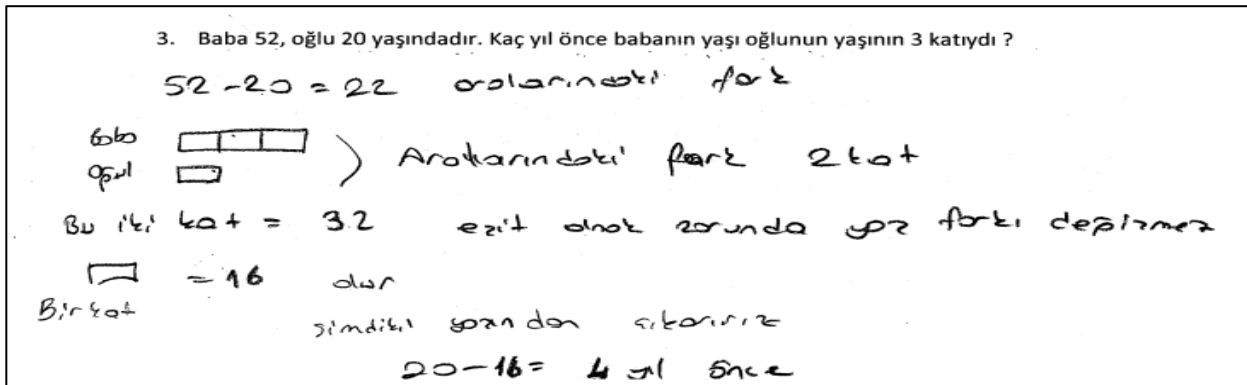 3. Baba 52, oğlu 20 yaşındadır. Kaç yıl önce babanın yaşı oğlunun yaşının 3 katıydı ?
52 - 20 = 22 aralarındaki fark
baba
oğul
Aralarındaki fark 2 kat
Bu iki kat = 32 eşit olmak zorunda yaş farkı değişmez
= 16 dır
Bir kat
şimdiki yaşından çıkarırız
20 - 16 = 4 yıl önce